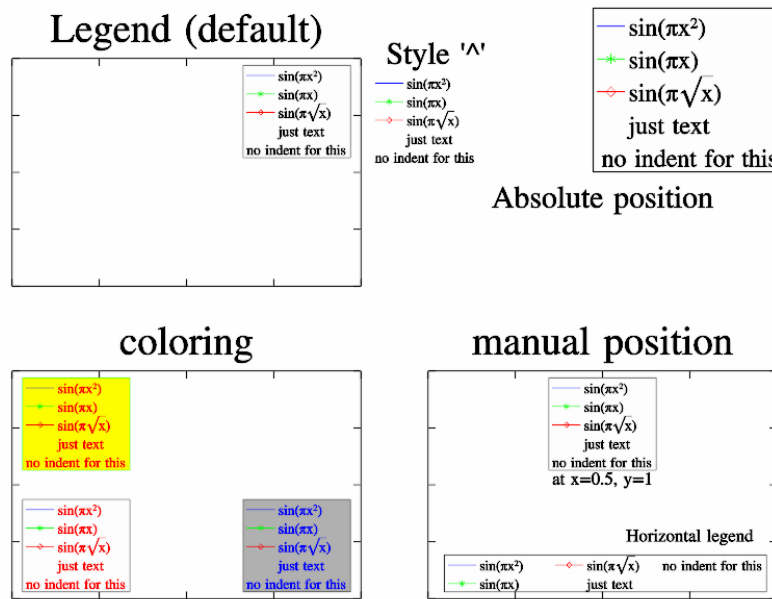 Legend (default)
sin(πx²)
sin(πx)
sin(π√x)
just text
no indent for this
Style '^'
sin(πx²)
sin(πx)
sin(π√x)
just text
no indent for this
sin(πx²)
sin(πx)
sin(π√x)
just text
no indent for this
Absolute position
coloring
sin(πx²)
sin(πx)
sin(π√x)
just text
no indent for this
sin(πx²)
sin(πx)
sin(π√x)
just text
no indent for this
sin(πx²)
sin(πx)
sin(π√x)
just text
no indent for this
manual position
sin(πx²)
sin(πx)
sin(π√x)
just text
no indent for this
at x=0.5, y=1
Horizontal legend
sin(πx²) sin(π√x) no indent for this
sin(πx) just text